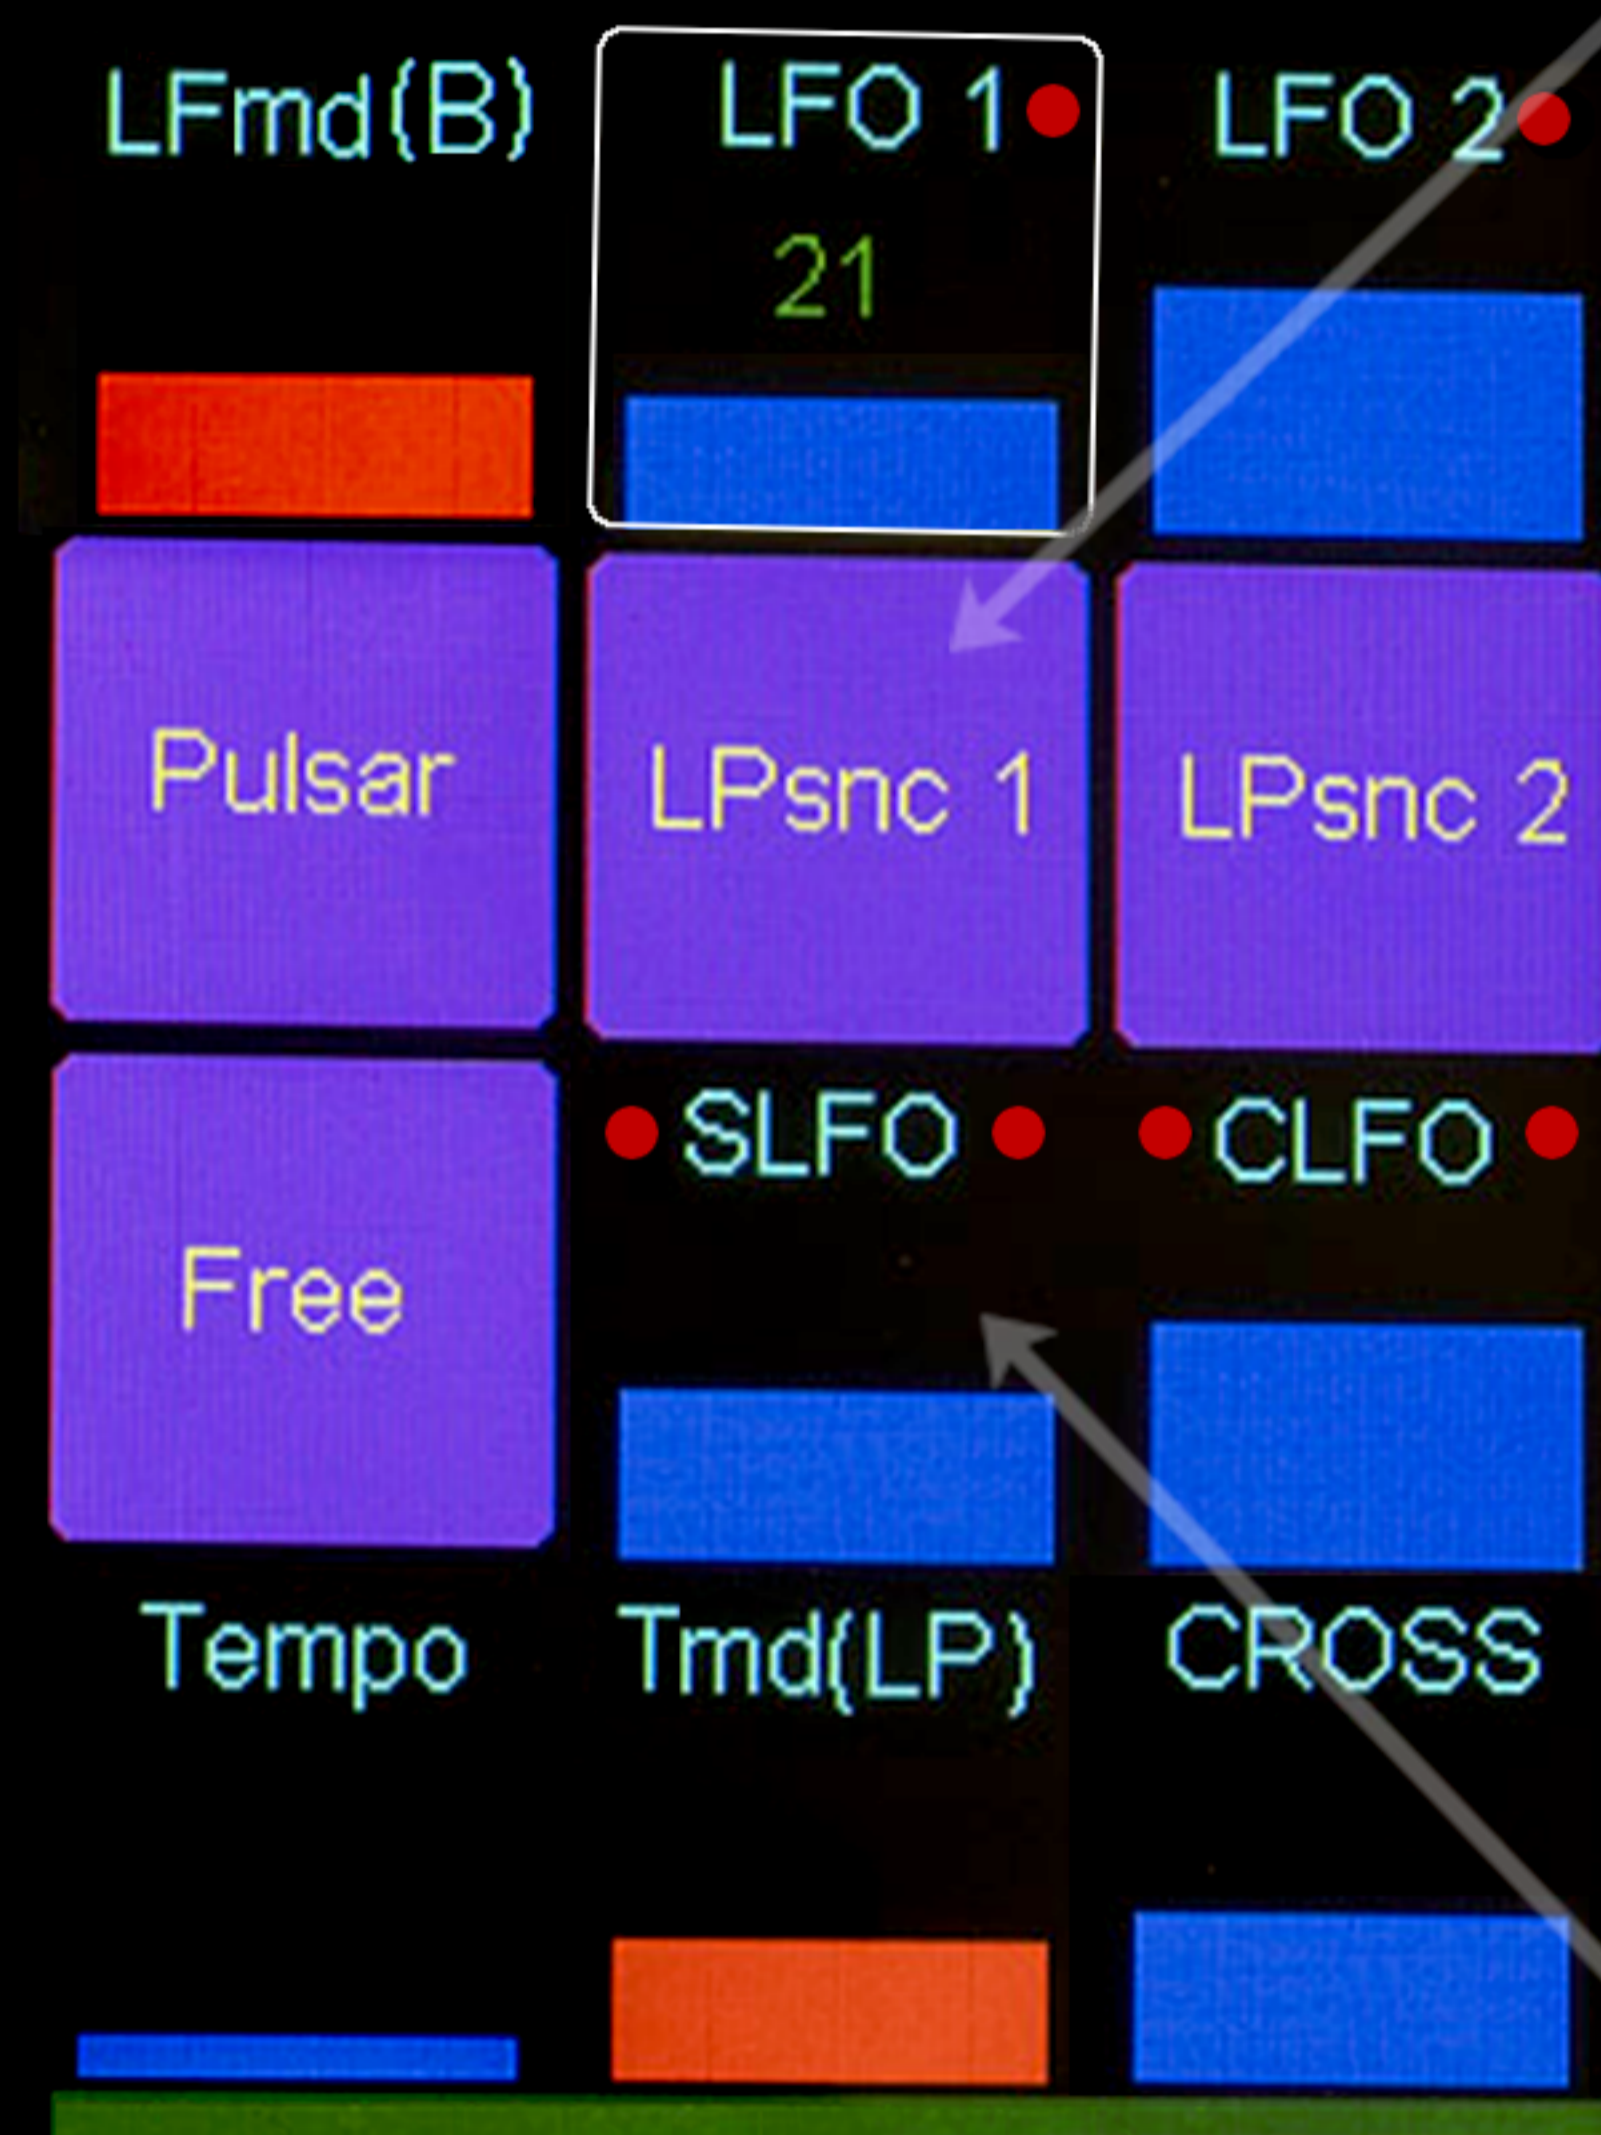 LFmd(B) LFO 1 LFO 2
21
Pulsar LPsnc 1 LPsnc 2
Free SLFO CLFO
Tempo Tmd(LP) CROSS